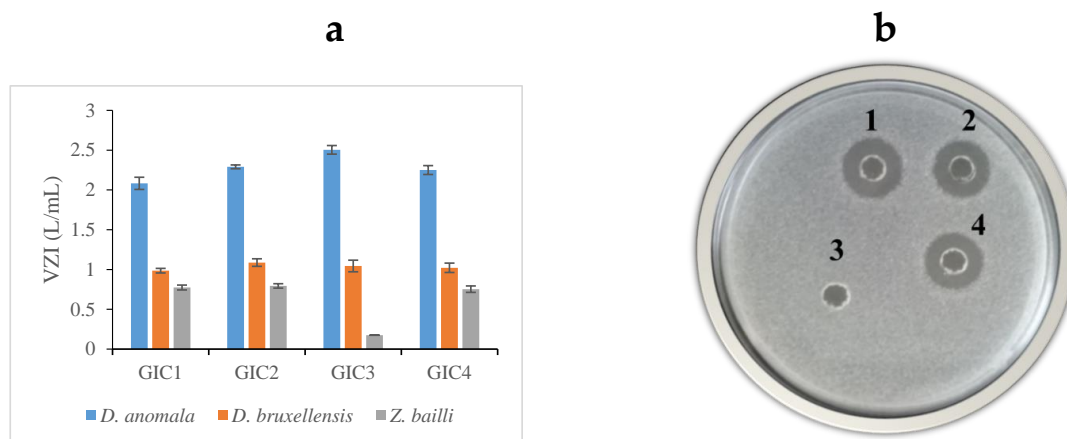 a
b
3
2.5
2
1.5
1
0.5
0
VZI (L/mL)
GIC1 GIC2 GIC3 GIC4
D. anomala D. bruxellensis Z. bailli
1 2
4
3